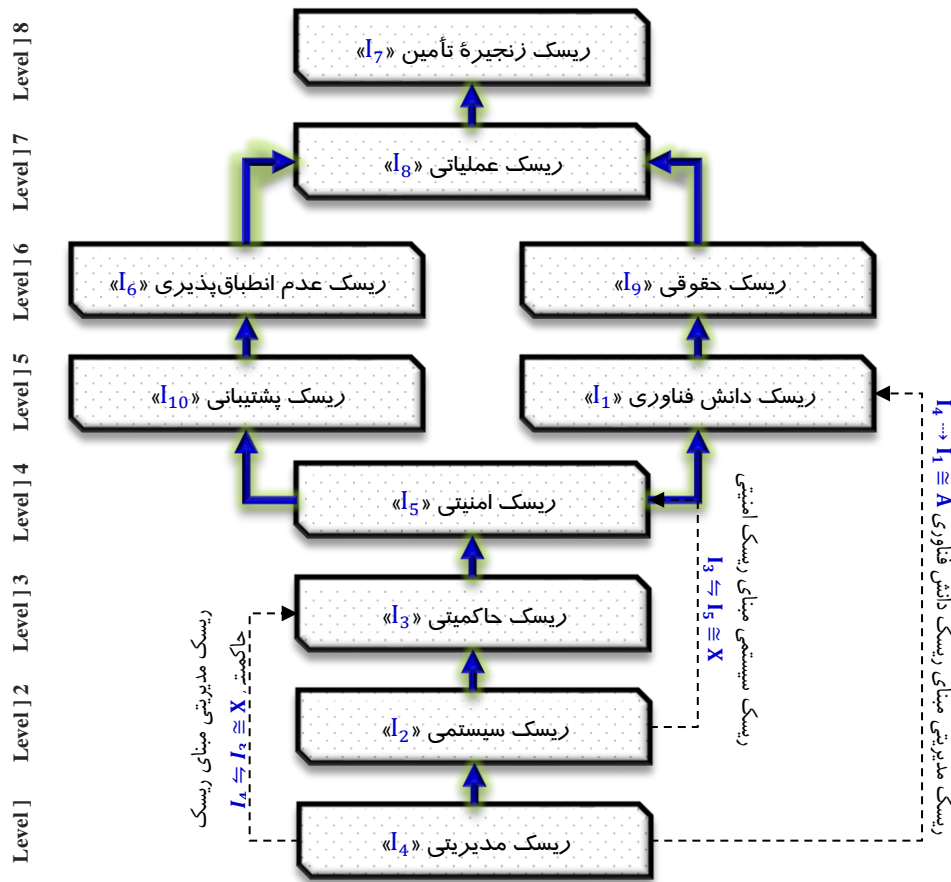 Level ] 8
ریسک زنجیرهٔ تأمین «I₇»
Level ] 7
ریسک عملیاتی «I₈»
Level ] 6
ریسک عدم انطباق‌پذیری «I₆»
ریسک حقوقی «I₉»
Level ] 5
ریسک پشتیبانی «I₁₀»
ریسک دانش فناوری «I₁»
Level ] 4
ریسک امنیتی «I₅»
Level ] 3
ریسک حاکمیتی «I₃»
Level ] 2
ریسک سیستمی «I₂»
Level ]
ریسک مدیریتی «I₄»
ریسک مدیریتی مبنای ریسک
حاکمیتی I₄ ⇋ I₃ ≅ X
ریسک سیستمی مبنای ریسک امنیتی
I₃ ⇋ I₅ ≅ X
ریسک مدیریتی مبنای ریسک دانش فناوری I₄ ⇢ I₁ ≅ A